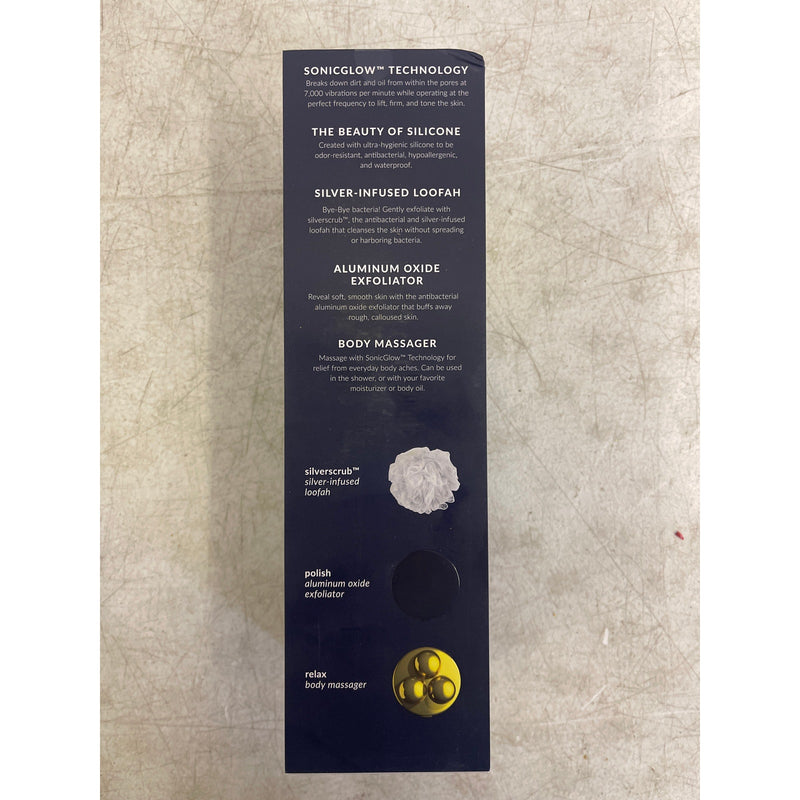 SONICGLOW™ TECHNOLOGY
Breaks down dirt and oil from within the pores at
7,000 vibrations per minute while operating at the
perfect frequency to lift, firm, and tone the skin.
THE BEAUTY OF SILICONE
Created with ultra-hygienic silicone to be
odor-resistant, antibacterial, hypoallergenic,
and waterproof.
SILVER-INFUSED LOOFAH
Bye-Bye bacteria! Gently exfoliate with
silverscrub™, the antibacterial and silver-infused
loofah that cleanses the skin without spreading
or harboring bacteria.
ALUMINUM OXIDE
EXFOLIATOR
Reveal soft, smooth skin with the antibacterial
aluminum oxide exfoliator that buffs away
rough, calloused skin.
BODY MASSAGER
Massage with SonicGlow™ Technology for
relief from everyday body aches. Can be used
in the shower, or with your favorite
moisturizer or body oil.
silverscrub™
silver-infused
loofah
polish
aluminum oxide
exfoliator
relax
body massager